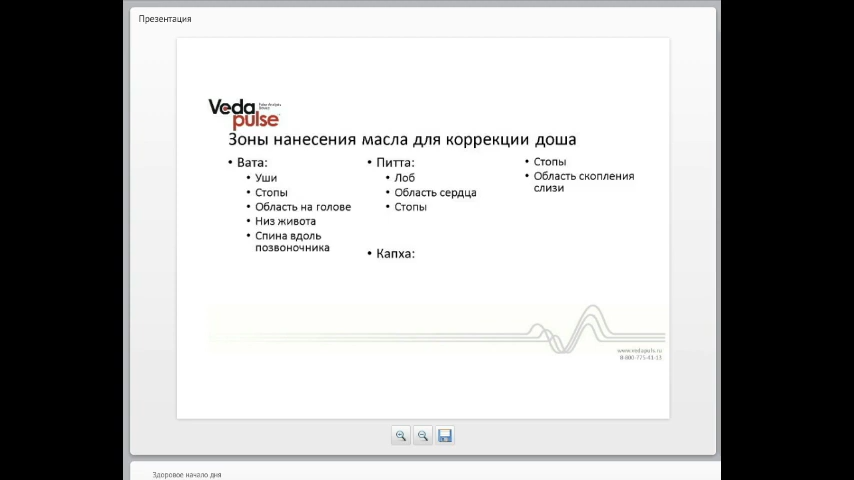 Презентация
Veda
pulse
Зоны нанесения масла для коррекции доша
• Вата:
• Уши
• Стопы
• Область на голове
• Низ живота
• Спина вдоль
позвоночника
• Питта:
• Лоб
• Область сердца
• Стопы
• Капха:
• Стопы
• Область скопления
слизи
Здоровое начало дня